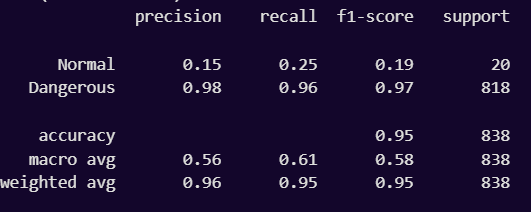 precision recall f1-score support
Normal 0.15 0.25 0.19 20
Dangerous 0.98 0.96 0.97 818
accuracy 0.95 838
macro avg 0.56 0.61 0.58 838
weighted avg 0.96 0.95 0.95 838